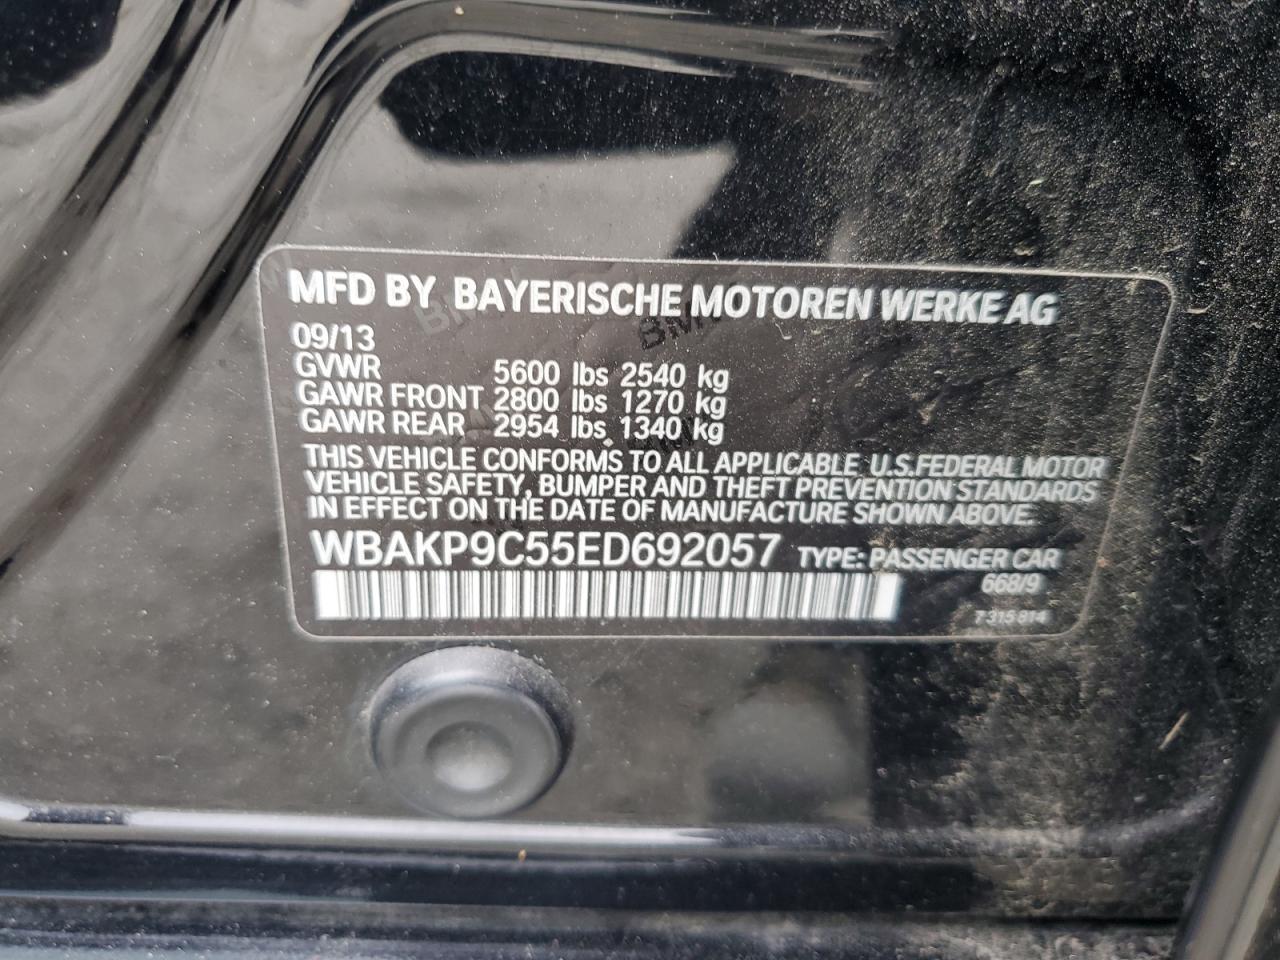 MFD BY BAYERISCHE MOTOREN WERKE AG
09/13
GVWR 5600 lbs 2540 kg
GAWR FRONT 2800 lbs 1270 kg
GAWR REAR 2954 lbs 1340 kg
THIS VEHICLE CONFORMS TO ALL APPLICABLE U.S.FEDERAL MOTOR
VEHICLE SAFETY, BUMPER AND THEFT PREVENTION STANDARDS
IN EFFECT ON THE DATE OF MANUFACTURE SHOWN ABOVE.
WBAKP9C55ED692057 TYPE: PASSENGER CAR
668/9
7 315 814